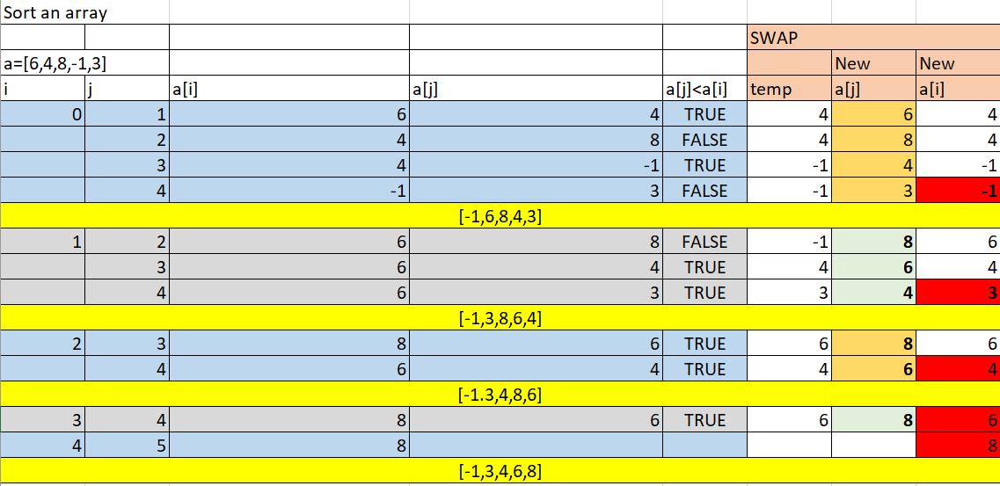 Sort an array
SWAP
a=[6,4,8,-1,3] New New
i j a[i] a[j] a[j]<a[i] temp a[j] a[i]
0 1 6 4 TRUE 4 6 4
2 4 8 FALSE 4 8 4
3 4 -1 TRUE -1 4 -1
4 -1 3 FALSE -1 3 -1
[-1,6,8,4,3]
1 2 6 8 FALSE -1 8 6
3 6 4 TRUE 4 6 4
4 6 3 TRUE 3 4 3
[-1,3,8,6,4]
2 3 8 6 TRUE 6 8 6
4 6 4 TRUE 4 6 4
[-1.3,4,8,6]
3 4 8 6 TRUE 6 8 6
4 5 8 8
[-1,3,4,6,8]